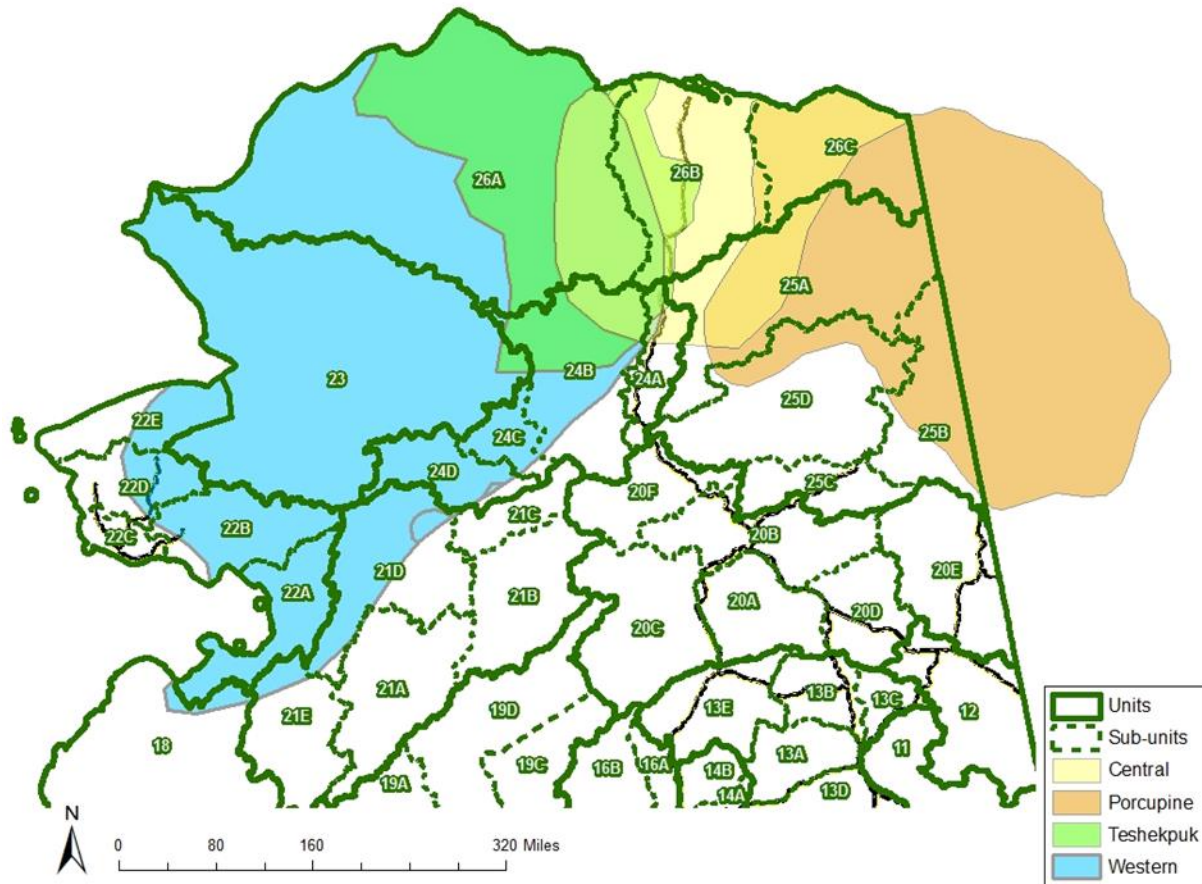 26C
26B
26A
25A
23
24B
24A
25D
22E
24C
25B
24D
22D
20F
25C
22B
21C
22C
20B
21D
20E
22A
21B
20A
20D
20C
21A
13B
19D
13E
13C
12
21E
18
11
13A
19C
16B
16A
14B
19A
14A
13D
N
0 80 160 320 Miles
Units
Sub-units
Central
Porcupine
Teshekpuk
Western